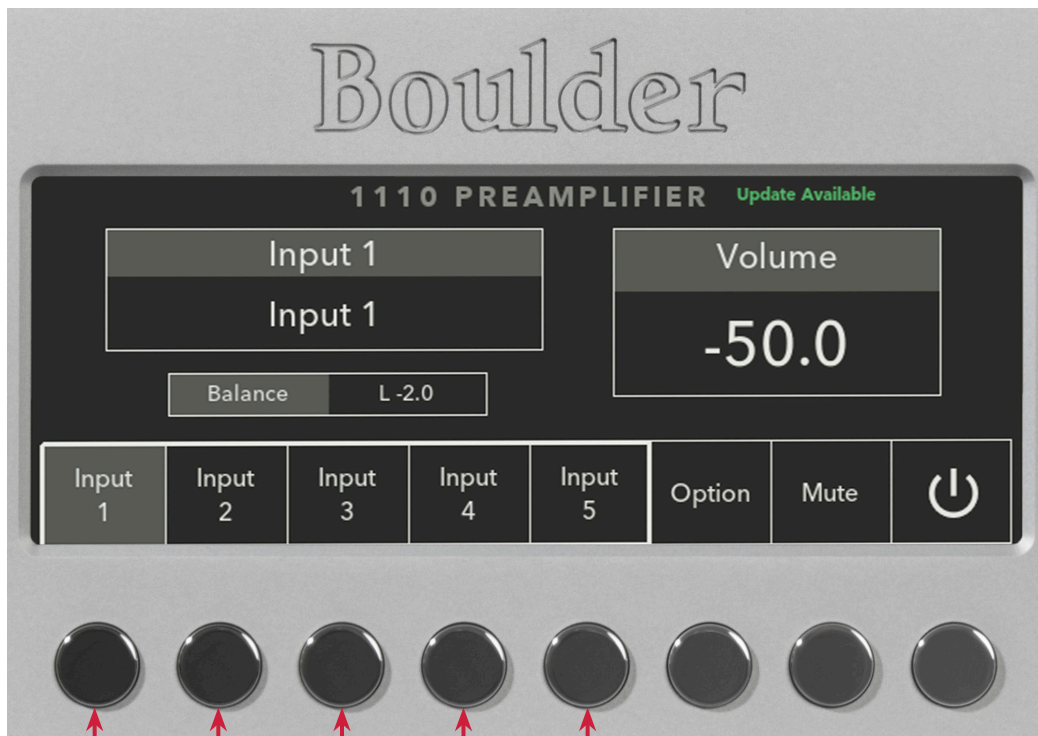 Boulder
1110 PREAMPLIFIER Update Available
Input 1
Input 1
Volume
-50.0
Balance L -2.0
Input 1
Input 2
Input 3
Input 4
Input 5
Option
Mute